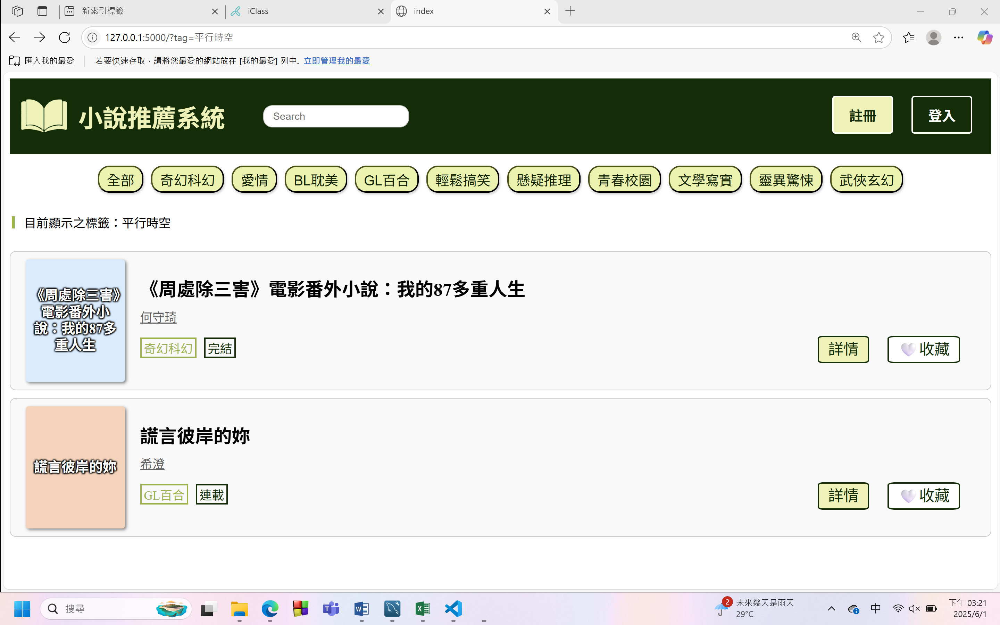 新索引標籤
iClass
index
127.0.0.1:5000/?tag=平行時空
匯入我的最愛
若要快速存取，請將您最愛的網站放在 [我的最愛] 列中. 立即管理我的最愛
小說推薦系統
Search
註冊
登入
全部
奇幻科幻
愛情
BL耽美
GL百合
輕鬆搞笑
懸疑推理
青春校園
文學寫實
靈異驚悚
武俠玄幻
目前顯示之標籤：平行時空
《周處除三害》
電影番外小
說：我的87多
重人生
《周處除三害》電影番外小說：我的87多重人生
何守琦
奇幻科幻
完結
詳情
收藏
謊言彼岸的妳
謊言彼岸的妳
希澄
GL百合
連載
詳情
收藏
搜尋
2
未來幾天是雨天
29°C
中
下午 03:21
2025/6/1